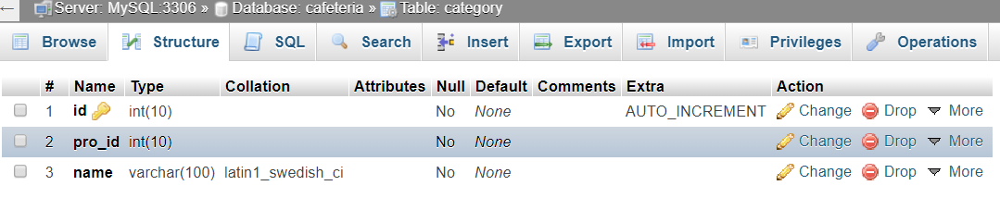 ← Server: MySQL:3306 » Database: cafeteria » Table: category
Browse Structure SQL Search Insert Export Import Privileges Operations
# Name Type Collation Attributes Null Default Comments Extra Action
1 id int(10) No None AUTO_INCREMENT Change Drop More
2 pro_id int(10) No None Change Drop More
3 name varchar(100) latin1_swedish_ci No None Change Drop More